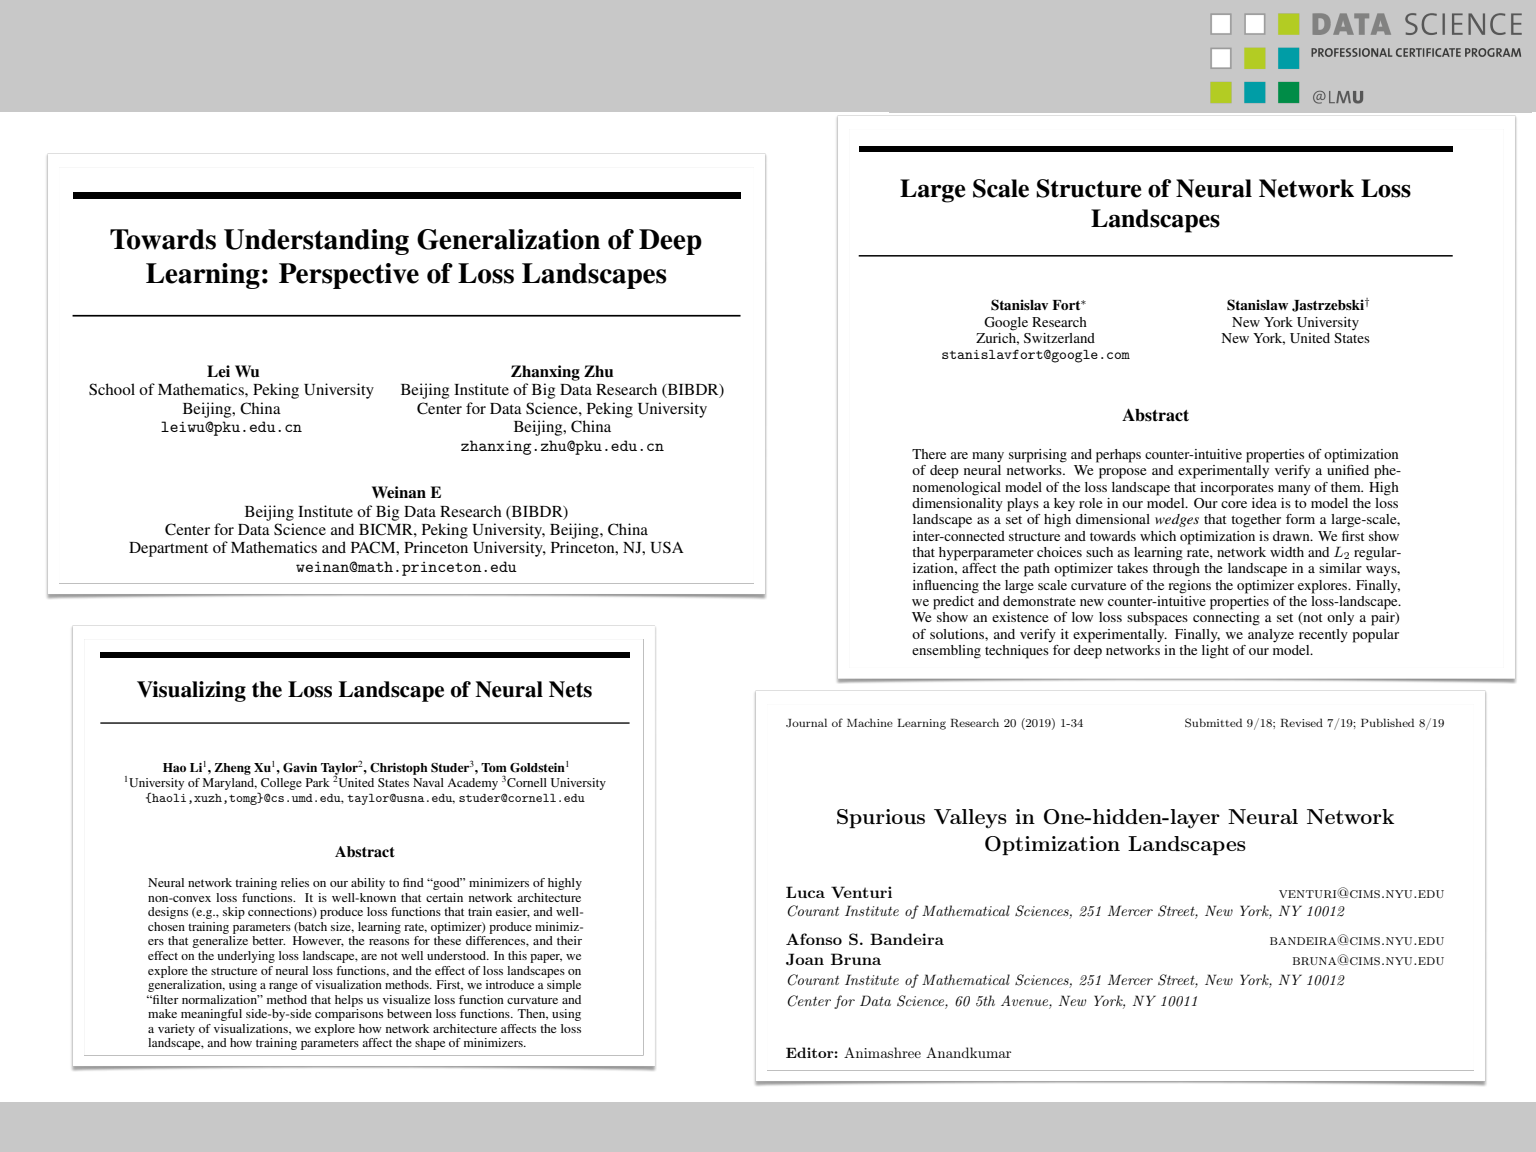 DATA SCIENCE
PROFESSIONAL CERTIFICATE PROGRAM
@LMU
Towards Understanding Generalization of Deep
Learning: Perspective of Loss Landscapes
Lei Wu
School of Mathematics, Peking University
Beijing, China
leiwu@pku.edu.cn
Zhanxing Zhu
Beijing Institute of Big Data Research (BIBDR)
Center for Data Science, Peking University
Beijing, China
zhanxing.zhu@pku.edu.cn
Weinan E
Beijing Institute of Big Data Research (BIBDR)
Center for Data Science and BICMR, Peking University, Beijing, China
Department of Mathematics and PACM, Princeton University, Princeton, NJ, USA
weinan@math.princeton.edu
Large Scale Structure of Neural Network Loss
Landscapes
Stanislav Fort*
Google Research
Zurich, Switzerland
stanislavfort@google.com
Stanislaw Jastrzebski†
New York University
New York, United States
Abstract
There are many surprising and perhaps counter-intuitive properties of optimization
of deep neural networks. We propose and experimentally verify a unified phe-
nomenological model of the loss landscape that incorporates many of them. High
dimensionality plays a key role in our model. Our core idea is to model the loss
landscape as a set of high dimensional wedges that together form a large-scale,
inter-connected structure and towards which optimization is drawn. We first show
that hyperparameter choices such as learning rate, network width and L₂ regular-
ization, affect the path optimizer takes through the landscape in a similar ways,
influencing the large scale curvature of the regions the optimizer explores. Finally,
we predict and demonstrate new counter-intuitive properties of the loss-landscape.
We show an existence of low loss subspaces connecting a set (not only a pair)
of solutions, and verify it experimentally. Finally, we analyze recently popular
ensembling techniques for deep networks in the light of our model.
Visualizing the Loss Landscape of Neural Nets
Hao Li¹, Zheng Xu¹, Gavin Taylor², Christoph Studer³, Tom Goldstein¹
¹University of Maryland, College Park ²United States Naval Academy ³Cornell University
{haoli,xuzh,tomg}@cs.umd.edu, taylor@usna.edu, studer@cornell.edu
Abstract
Neural network training relies on our ability to find “good” minimizers of highly
non-convex loss functions. It is well-known that certain network architecture
designs (e.g., skip connections) produce loss functions that train easier, and well-
chosen training parameters (batch size, learning rate, optimizer) produce minimiz-
ers that generalize better. However, the reasons for these differences, and their
effect on the underlying loss landscape, are not well understood. In this paper, we
explore the structure of neural loss functions, and the effect of loss landscapes on
generalization, using a range of visualization methods. First, we introduce a simple
“filter normalization” method that helps us visualize loss function curvature and
make meaningful side-by-side comparisons between loss functions. Then, using
a variety of visualizations, we explore how network architecture affects the loss
landscape, and how training parameters affect the shape of minimizers.
Journal of Machine Learning Research 20 (2019) 1-34 Submitted 9/18; Revised 7/19; Published 8/19
Spurious Valleys in One-hidden-layer Neural Network
Optimization Landscapes
Luca Venturi VENTURI@CIMS.NYU.EDU
Courant Institute of Mathematical Sciences, 251 Mercer Street, New York, NY 10012
Afonso S. Bandeira BANDEIRA@CIMS.NYU.EDU
Joan Bruna BRUNA@CIMS.NYU.EDU
Courant Institute of Mathematical Sciences, 251 Mercer Street, New York, NY 10012
Center for Data Science, 60 5th Avenue, New York, NY 10011
Editor: Animashree Anandkumar